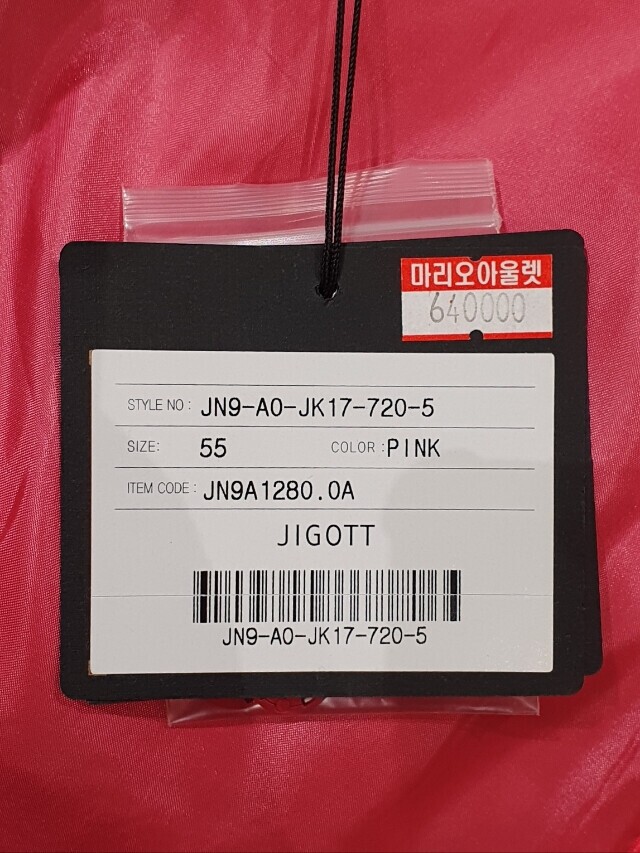 마리오아울렛
640000
STYLE NO: JN9-A0-JK17-720-5
SIZE: 55 COLOR: PINK
ITEM CODE: JN9A1280.0A
JIGOTT
JN9-A0-JK17-720-5